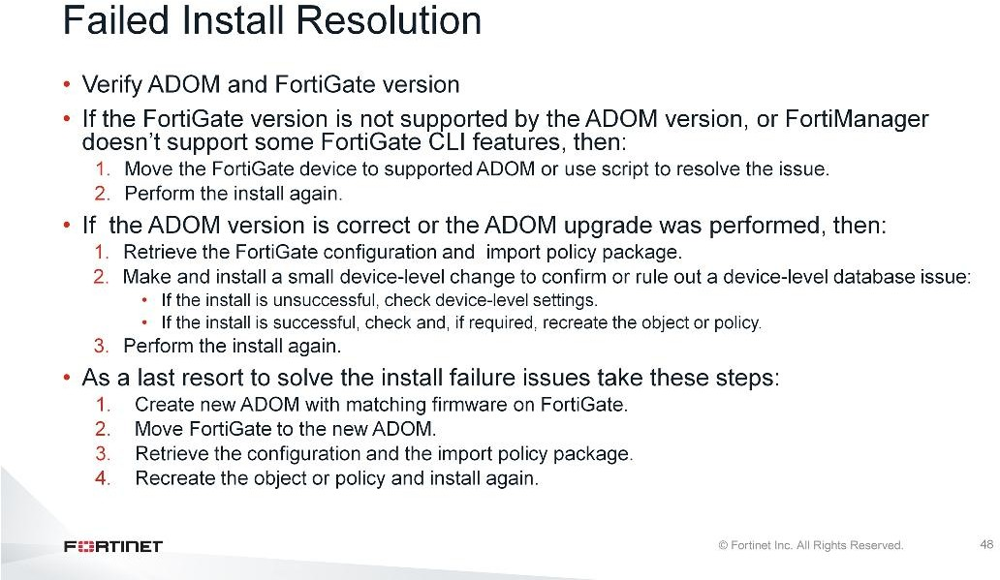 Failed Install Resolution
• Verify ADOM and FortiGate version
• If the FortiGate version is not supported by the ADOM version, or FortiManager
doesn't support some FortiGate CLI features, then:
1. Move the FortiGate device to supported ADOM or use script to resolve the issue.
2. Perform the install again.
• If the ADOM version is correct or the ADOM upgrade was performed, then:
1. Retrieve the FortiGate configuration and import policy package.
2. Make and install a small device-level change to confirm or rule out a device-level database issue:
• If the install is unsuccessful, check device-level settings.
• If the install is successful, check and, if required, recreate the object or policy.
3. Perform the install again.
• As a last resort to solve the install failure issues take these steps:
1. Create new ADOM with matching firmware on FortiGate.
2. Move FortiGate to the new ADOM.
3. Retrieve the configuration and the import policy package.
4. Recreate the object or policy and install again.
FORTINET
© Fortinet Inc. All Rights Reserved.
48